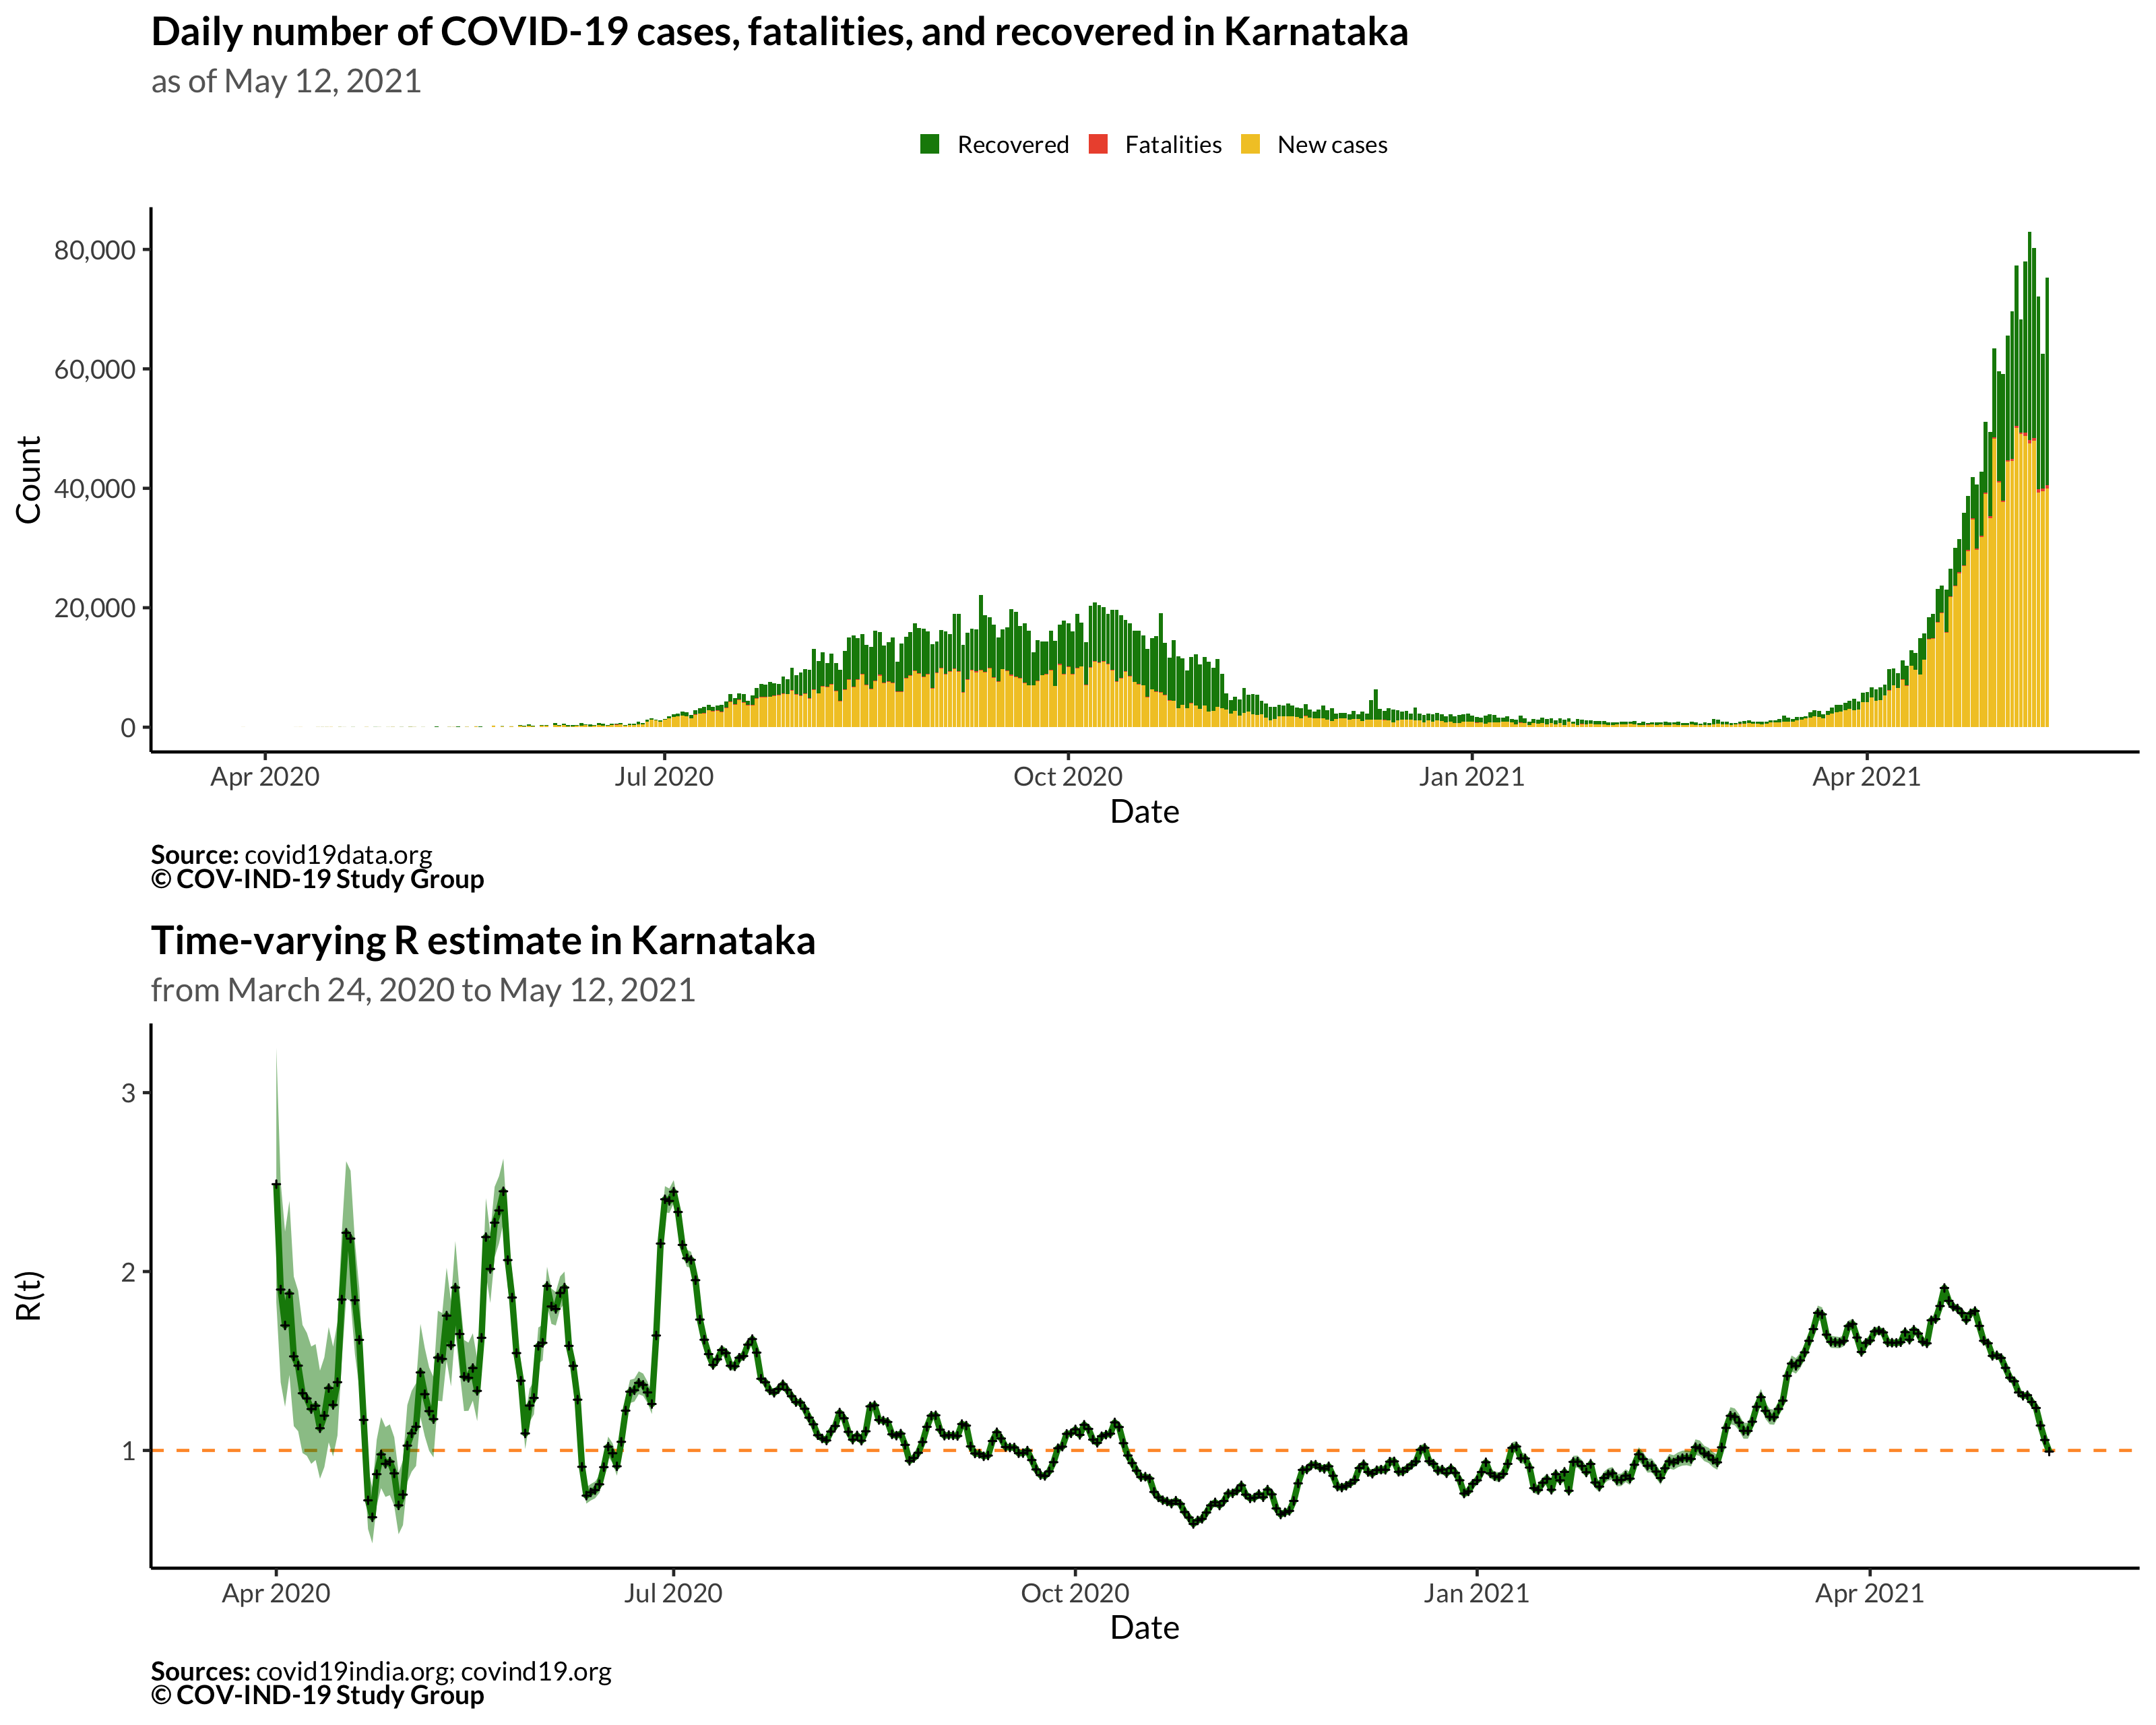 Daily number of COVID-19 cases, fatalities, and recovered in Karnataka
as of May 12, 2021
Recovered Fatalities New cases
80,000
60,000
40,000
20,000
0
Count
Apr 2020 Jul 2020 Oct 2020 Jan 2021 Apr 2021
Date
Source: covid19data.org
© COV-IND-19 Study Group
Time-varying R estimate in Karnataka
from March 24, 2020 to May 12, 2021
3
2
1
R(t)
Apr 2020 Jul 2020 Oct 2020 Jan 2021 Apr 2021
Date
Sources: covid19india.org; covind19.org
© COV-IND-19 Study Group